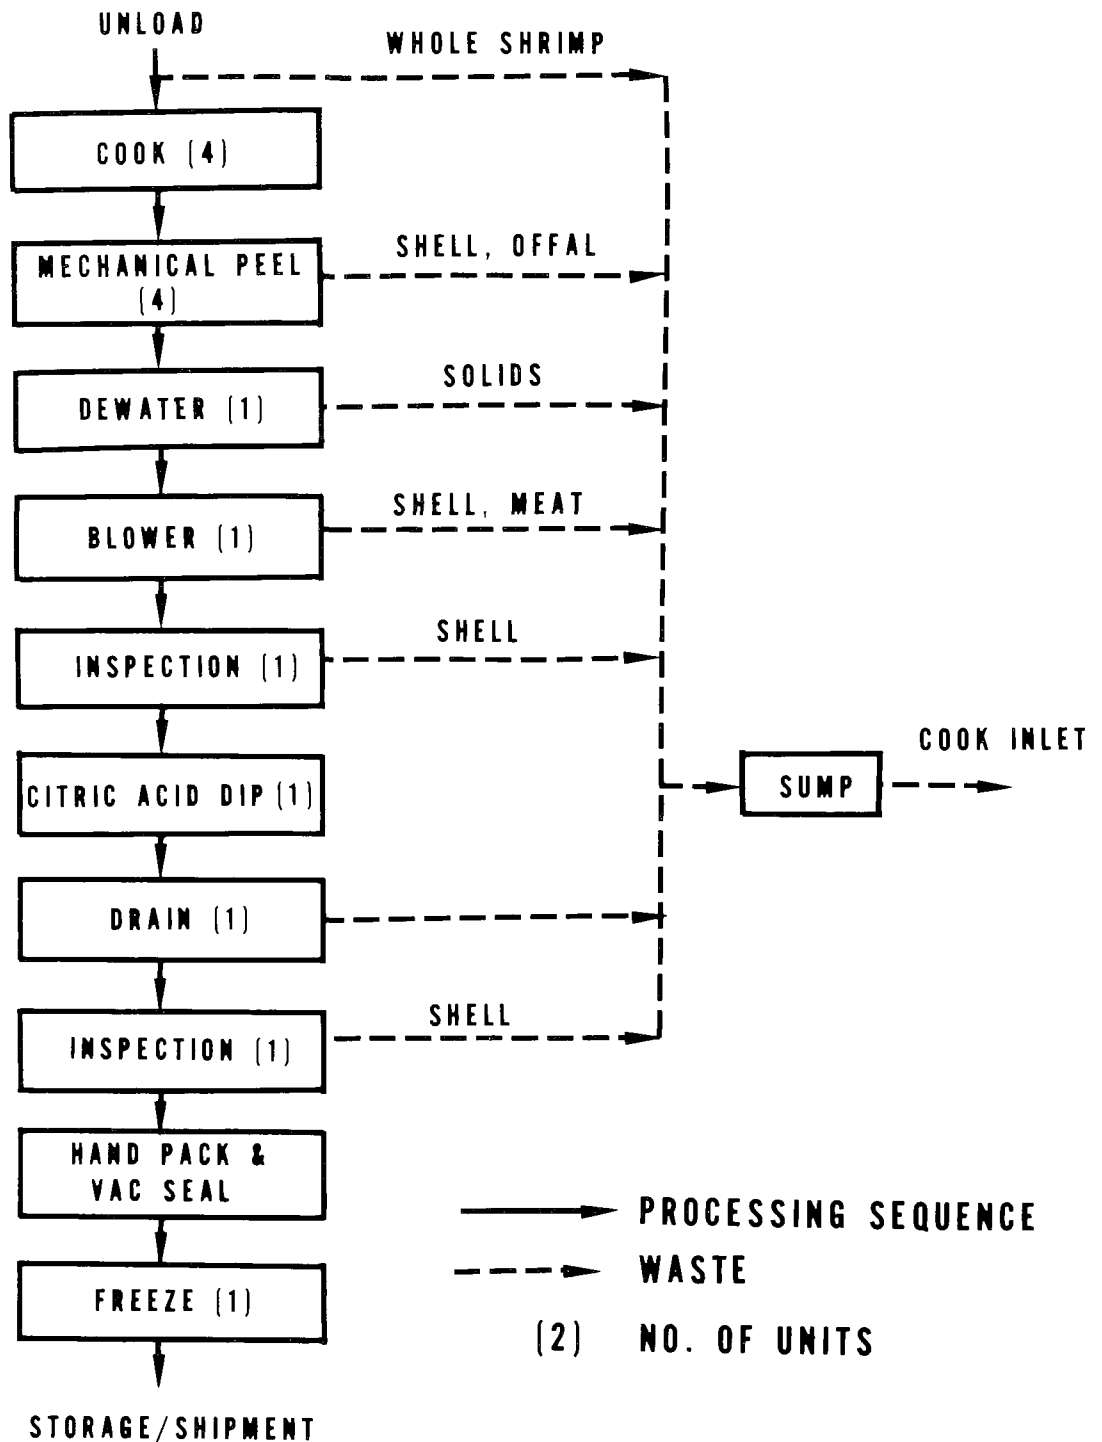 UNLOAD
WHOLE SHRIMP
COOK (4)
SHELL, OFFAL
MECHANICAL PEEL
(4)
SOLIDS
DEWATER (1)
SHELL, MEAT
BLOWER (1)
SHELL
INSPECTION (1)
COOK INLET
SUMP
CITRIC ACID DIP (1)
DRAIN (1)
SHELL
INSPECTION (1)
HAND PACK &
VAC SEAL
PROCESSING SEQUENCE
WASTE
FREEZE (1)
(2) NO. OF UNITS
STORAGE/SHIPMENT